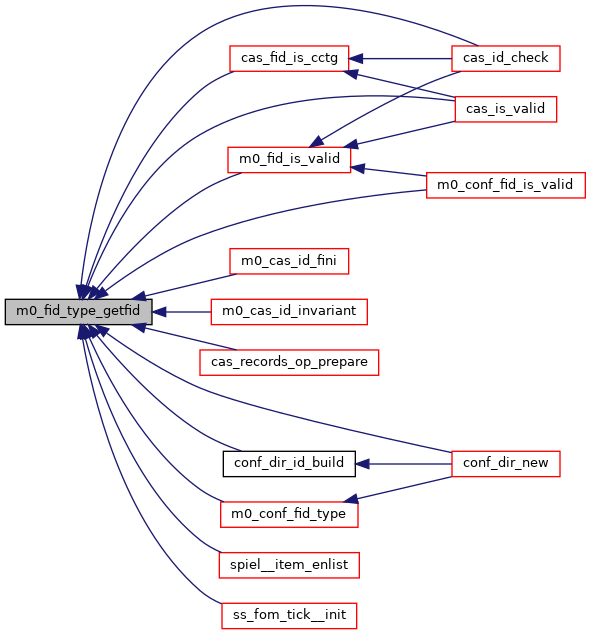 cas_fid_is_cctg
cas_id_check
cas_is_valid
m0_fid_is_valid
m0_conf_fid_is_valid
m0_cas_id_fini
m0_fid_type_getfid
m0_cas_id_invariant
cas_records_op_prepare
conf_dir_id_build
conf_dir_new
m0_conf_fid_type
spiel__item_enlist
ss_fom_tick__init